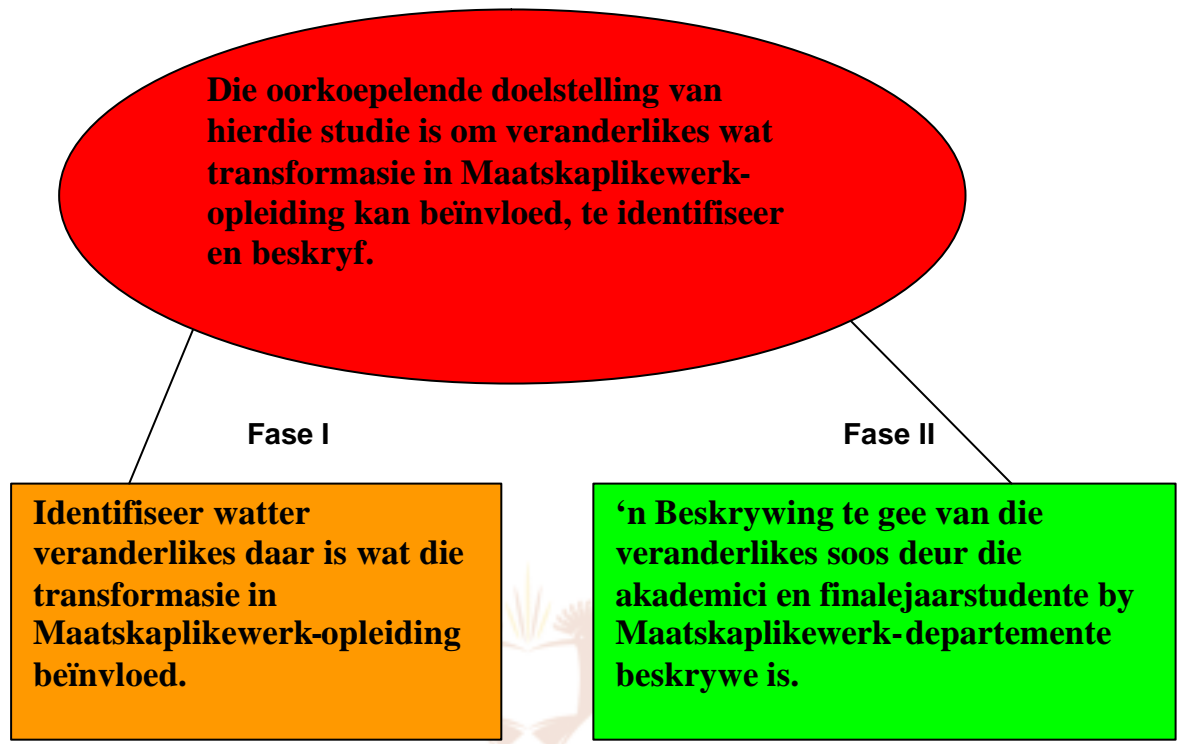 Die oorkoepelende doelstelling van
hierdie studie is om veranderlikes wat
transformasie in Maatskaplikewerk-
opleiding kan beïnvloed, te identifiseer
en beskryf.
Fase I
Fase II
Identifiseer watter
veranderlikes daar is wat die
transformasie in
Maatskaplikewerk-opleiding
beïnvloed.
‘n Beskrywing te gee van die
veranderlikes soos deur die
akademici en finalejaarstudente by
Maatskaplikewerk-departemente
beskrywe is.